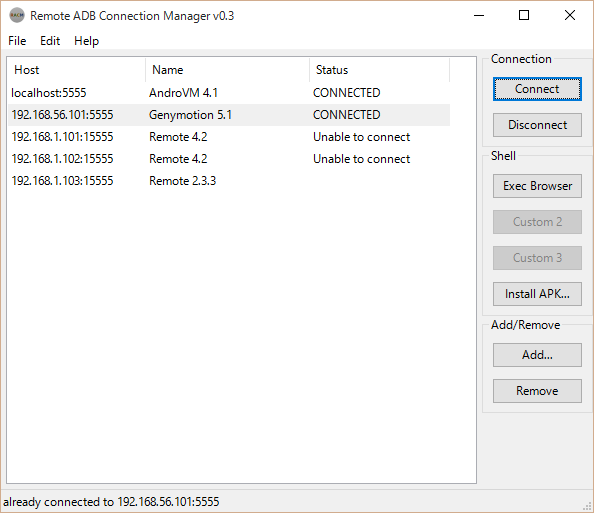 Remote ADB Connection Manager v0.3
File Edit Help
Host Name Status
localhost:5555 AndroVM 4.1 CONNECTED
192.168.56.101:5555 Genymotion 5.1 CONNECTED
192.168.1.101:15555 Remote 4.2 Unable to connect
192.168.1.102:15555 Remote 4.2 Unable to connect
192.168.1.103:15555 Remote 2.3.3
Connection
Connect
Disconnect
Shell
Exec Browser
Custom 2
Custom 3
Install APK...
Add/Remove
Add...
Remove
already connected to 192.168.56.101:5555